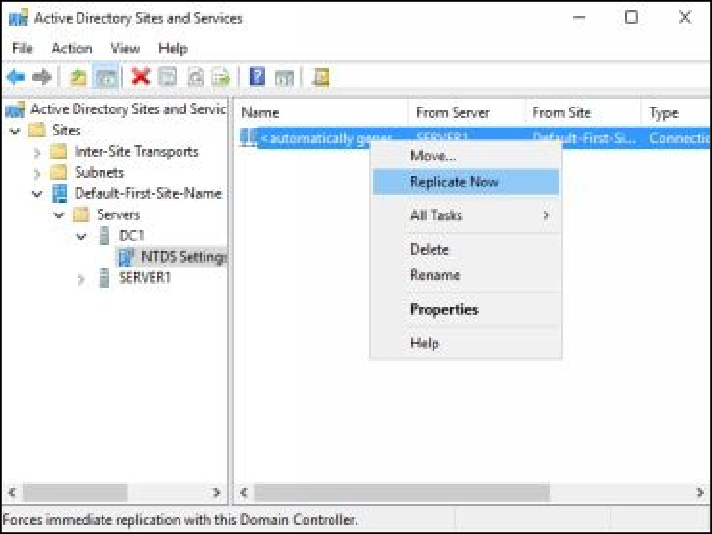 Active Directory Sites and Services
File Action View Help
Active Directory Sites and Servic
Sites
Inter-Site Transports
Subnets
Default-First-Site-Name
Servers
DC1
NTDS Settings
SERVER1
Name From Server From Site Type
<automatically gener... SERVER1 Default-First-Si... Connectic
Move...
Replicate Now
All Tasks
Delete
Rename
Properties
Help
Forces immediate replication with this Domain Controller.